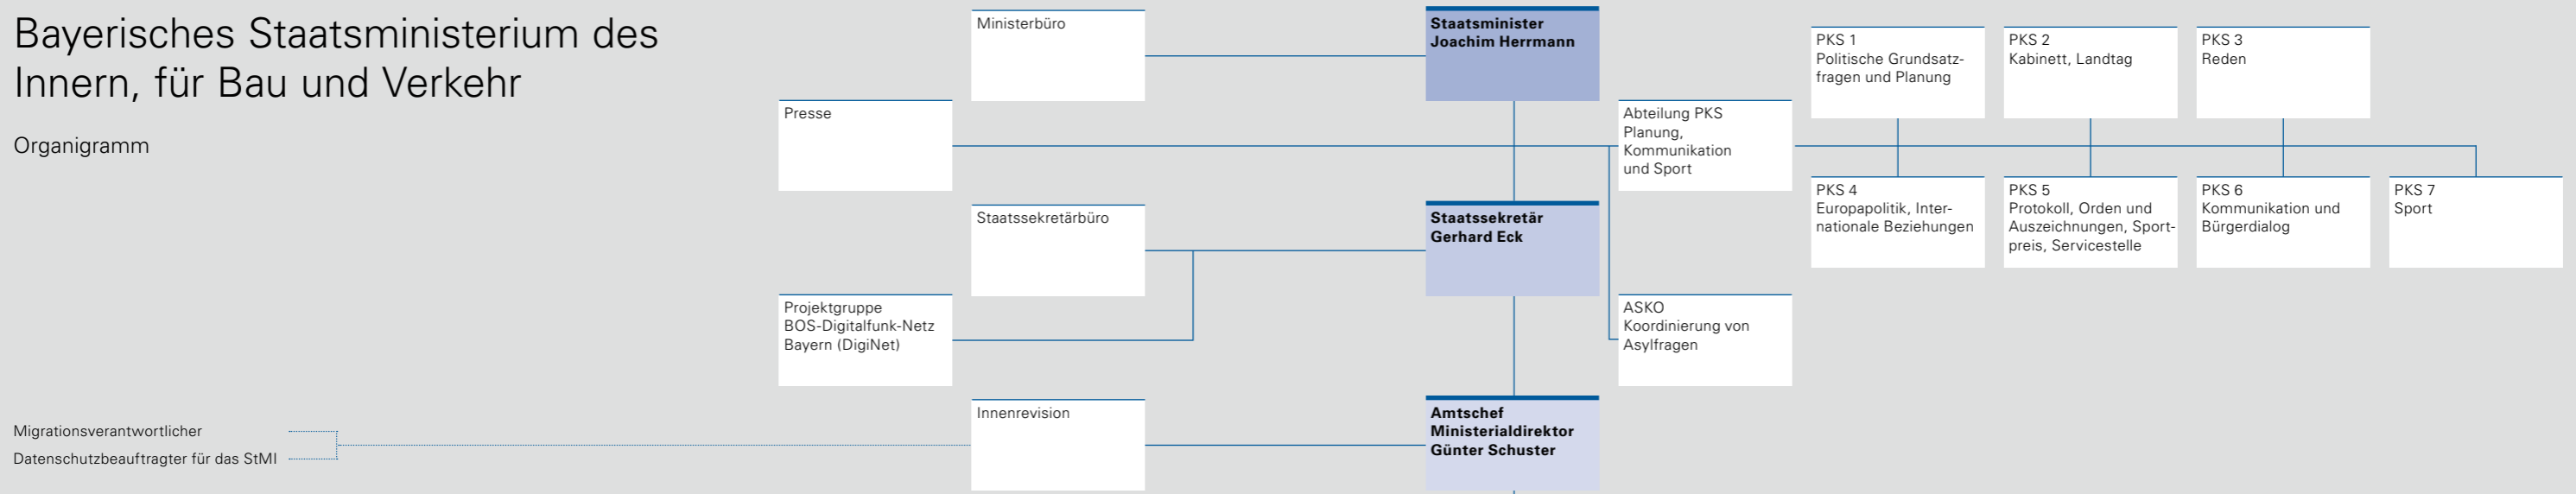 Bayerisches Staatsministerium des
Innern, für Bau und Verkehr
Organigramm
Ministerbüro
Staatsminister
Joachim Herrmann
PKS 1
Politische Grundsatz-
fragen und Planung
PKS 2
Kabinett, Landtag
PKS 3
Reden
Presse
Abteilung PKS
Planung,
Kommunikation
und Sport
PKS 4
Europapolitik, Inter-
nationale Beziehungen
PKS 5
Protokoll, Orden und
Auszeichnungen, Sport-
preis, Servicestelle
PKS 6
Kommunikation und
Bürgerdialog
PKS 7
Sport
Staatssekretärbüro
Staatssekretär
Gerhard Eck
Projektgruppe
BOS-Digitalfunk-Netz
Bayern (DigiNet)
ASKO
Koordinierung von
Asylfragen
Innenrevision
Amtschef
Ministerialdirektor
Günter Schuster
Migrationsverantwortlicher
Datenschutzbeauftragter für das StMI